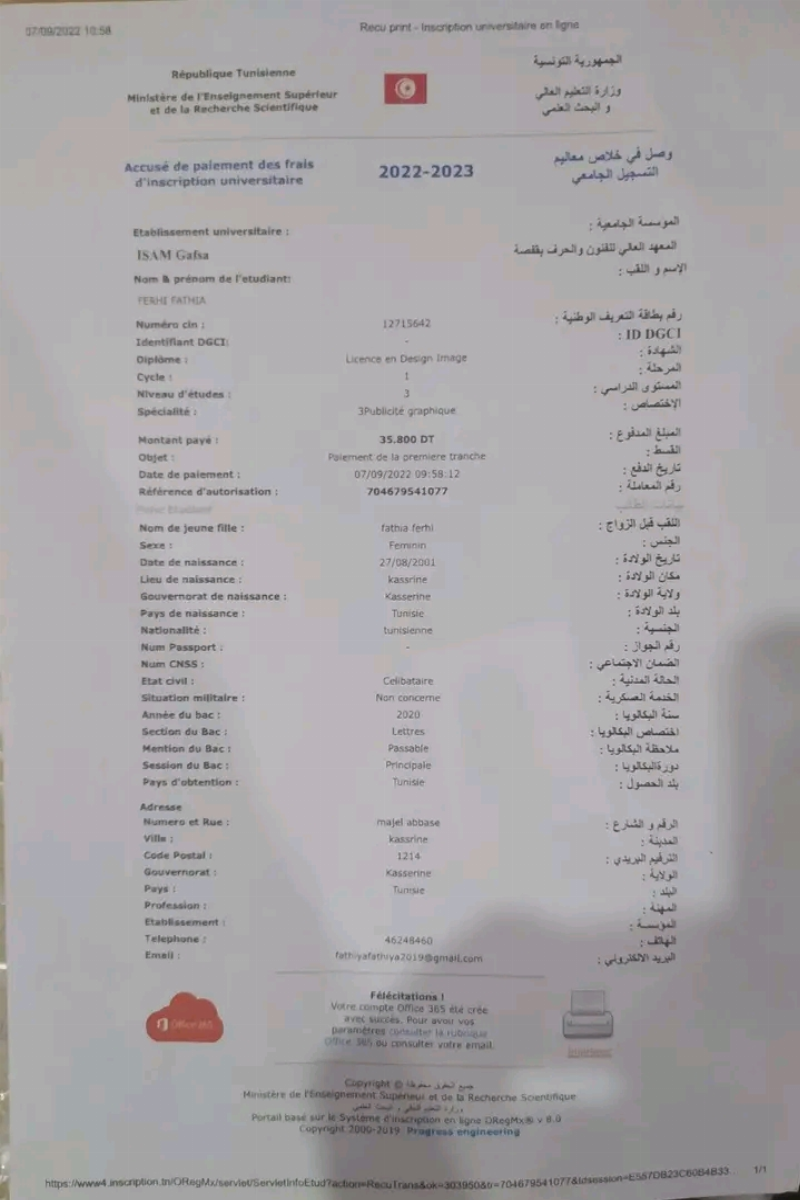 07/09/2022 10:58
Recu print - Inscription universitaire en ligne
République Tunisienne
الجمهورية التونسية
Ministère de l'Enseignement Supérieur
et de la Recherche Scientifique
وزارة التعليم العالي
و البحث العلمي
Accusé de paiement des frais
d'inscription universitaire
2022-2023
وصل في خلاص معاليم
التسجيل الجامعي
Etablissement universitaire :
المؤسسة الجامعية :
ISAM Gafsa
المعهد العالي للفنون والحرف بقفصة
Nom & prénom de l'etudiant:
الإسم و اللقب :
FERHI FATHIA
Numéro cin : 12715642 رقم بطاقة التعريف الوطنية :
Identifiant DGCI: - ID DGCI :
Diplôme : Licence en Design Image الشهادة :
Cycle : 1 المرحلة :
Niveau d'études : 3 المستوى الدراسي :
Spécialité : 3Publicité graphique الإختصاص :
Montant payé : 35.800 DT المبلغ المدفوع :
Objet : Paiement de la premiere tranche القسط :
Date de paiement : 07/09/2022 09:58:12 تاريخ الدفع :
Référence d'autorisation : 704679541077 رقم المعاملة :
Nom de jeune fille : fathia ferhi اللقب قبل الزواج :
Sexe : Feminin الجنس :
Date de naissance : 27/08/2001 تاريخ الولادة :
Lieu de naissance : kassrine مكان الولادة :
Gouvernorat de naissance : Kasserine ولاية الولادة :
Pays de naissance : Tunisie بلد الولادة :
Nationalité : tunisienne الجنسية :
Num Passport : - رقم الجواز :
Num CNSS : الضمان الاجتماعي :
Etat civil : Celibataire الحالة المدنية :
Situation militaire : Non concerne الخدمة العسكرية :
Année du bac : 2020 سنة البكالويا :
Section du Bac : Lettres اختصاص البكالويا :
Mention du Bac : Passable ملاحظة البكالويا :
Session du Bac : Principale دورةالبكالويا :
Pays d'obtention : Tunisie بلد الحصول :
Adresse
Numero et Rue : majel abbase الرقم و الشارع :
Ville : kassrine المدينة :
Code Postal : 1214 الترقيم البريدي :
Gouvernorat : Kasserine الولاية :
Pays : Tunisie البلد :
Profession : المهنة :
Etablissement : المؤسسة :
Telephone : 46248460 الهاتف :
Email : fathiyafathiya2019@gmail.com البريد الالكتروني :
Félécitations !
Votre compte Office 365 été crée
avec succès. Pour avou vos
paramètres consulter la rubrique
Office 365 ou consulter votre email.
Office 365
Imprimer
Copyright © جميع الحقوق محفوظة
Ministère de l'Enseignement Supérieur et de la Recherche Scientifique
وزارة التعليم العالي و البحث العلمي
Portail basé sur le Système d'inscription en ligne ORegMx® v 8.0
Copyright 2000-2019 Progress engineering
https://www4.inscription.tn/ORegMx/servlet/ServletInfoEtud?action=RecuTrans&ok=303950&tr=704679541077&Idsession=E557DB23C60B4B33...
1/1